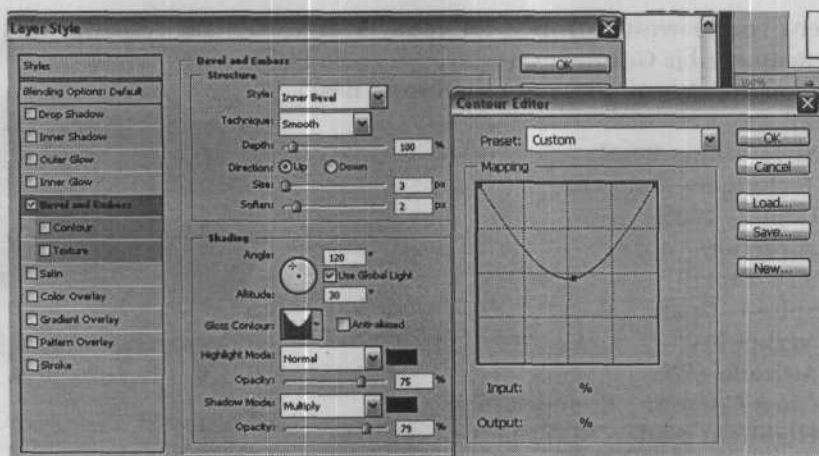 Layer Style
Styles
Blending Options: Default
Drop Shadow
Inner Shadow
Outer Glow
Inner Glow
Bevel and Emboss
Contour
Texture
Satin
Color Overlay
Gradient Overlay
Pattern Overlay
Stroke
Bevel and Emboss
Structure
Style: Inner Bevel
Technique: Smooth
Depth: 100 %
Direction: Up Down
Size: 3 px
Soften: 2 px
Shading
Angle: 120 °
Use Global Light
Altitude: 30 °
Gloss Contour: Anti-aliased
Highlight Mode: Normal
Opacity: 75 %
Shadow Mode: Multiply
Opacity: 79 %
OK
100%
Contour Editor
Preset: Custom
Mapping
Input: %
Output: %
OK
Cancel
Load...
Save...
New...